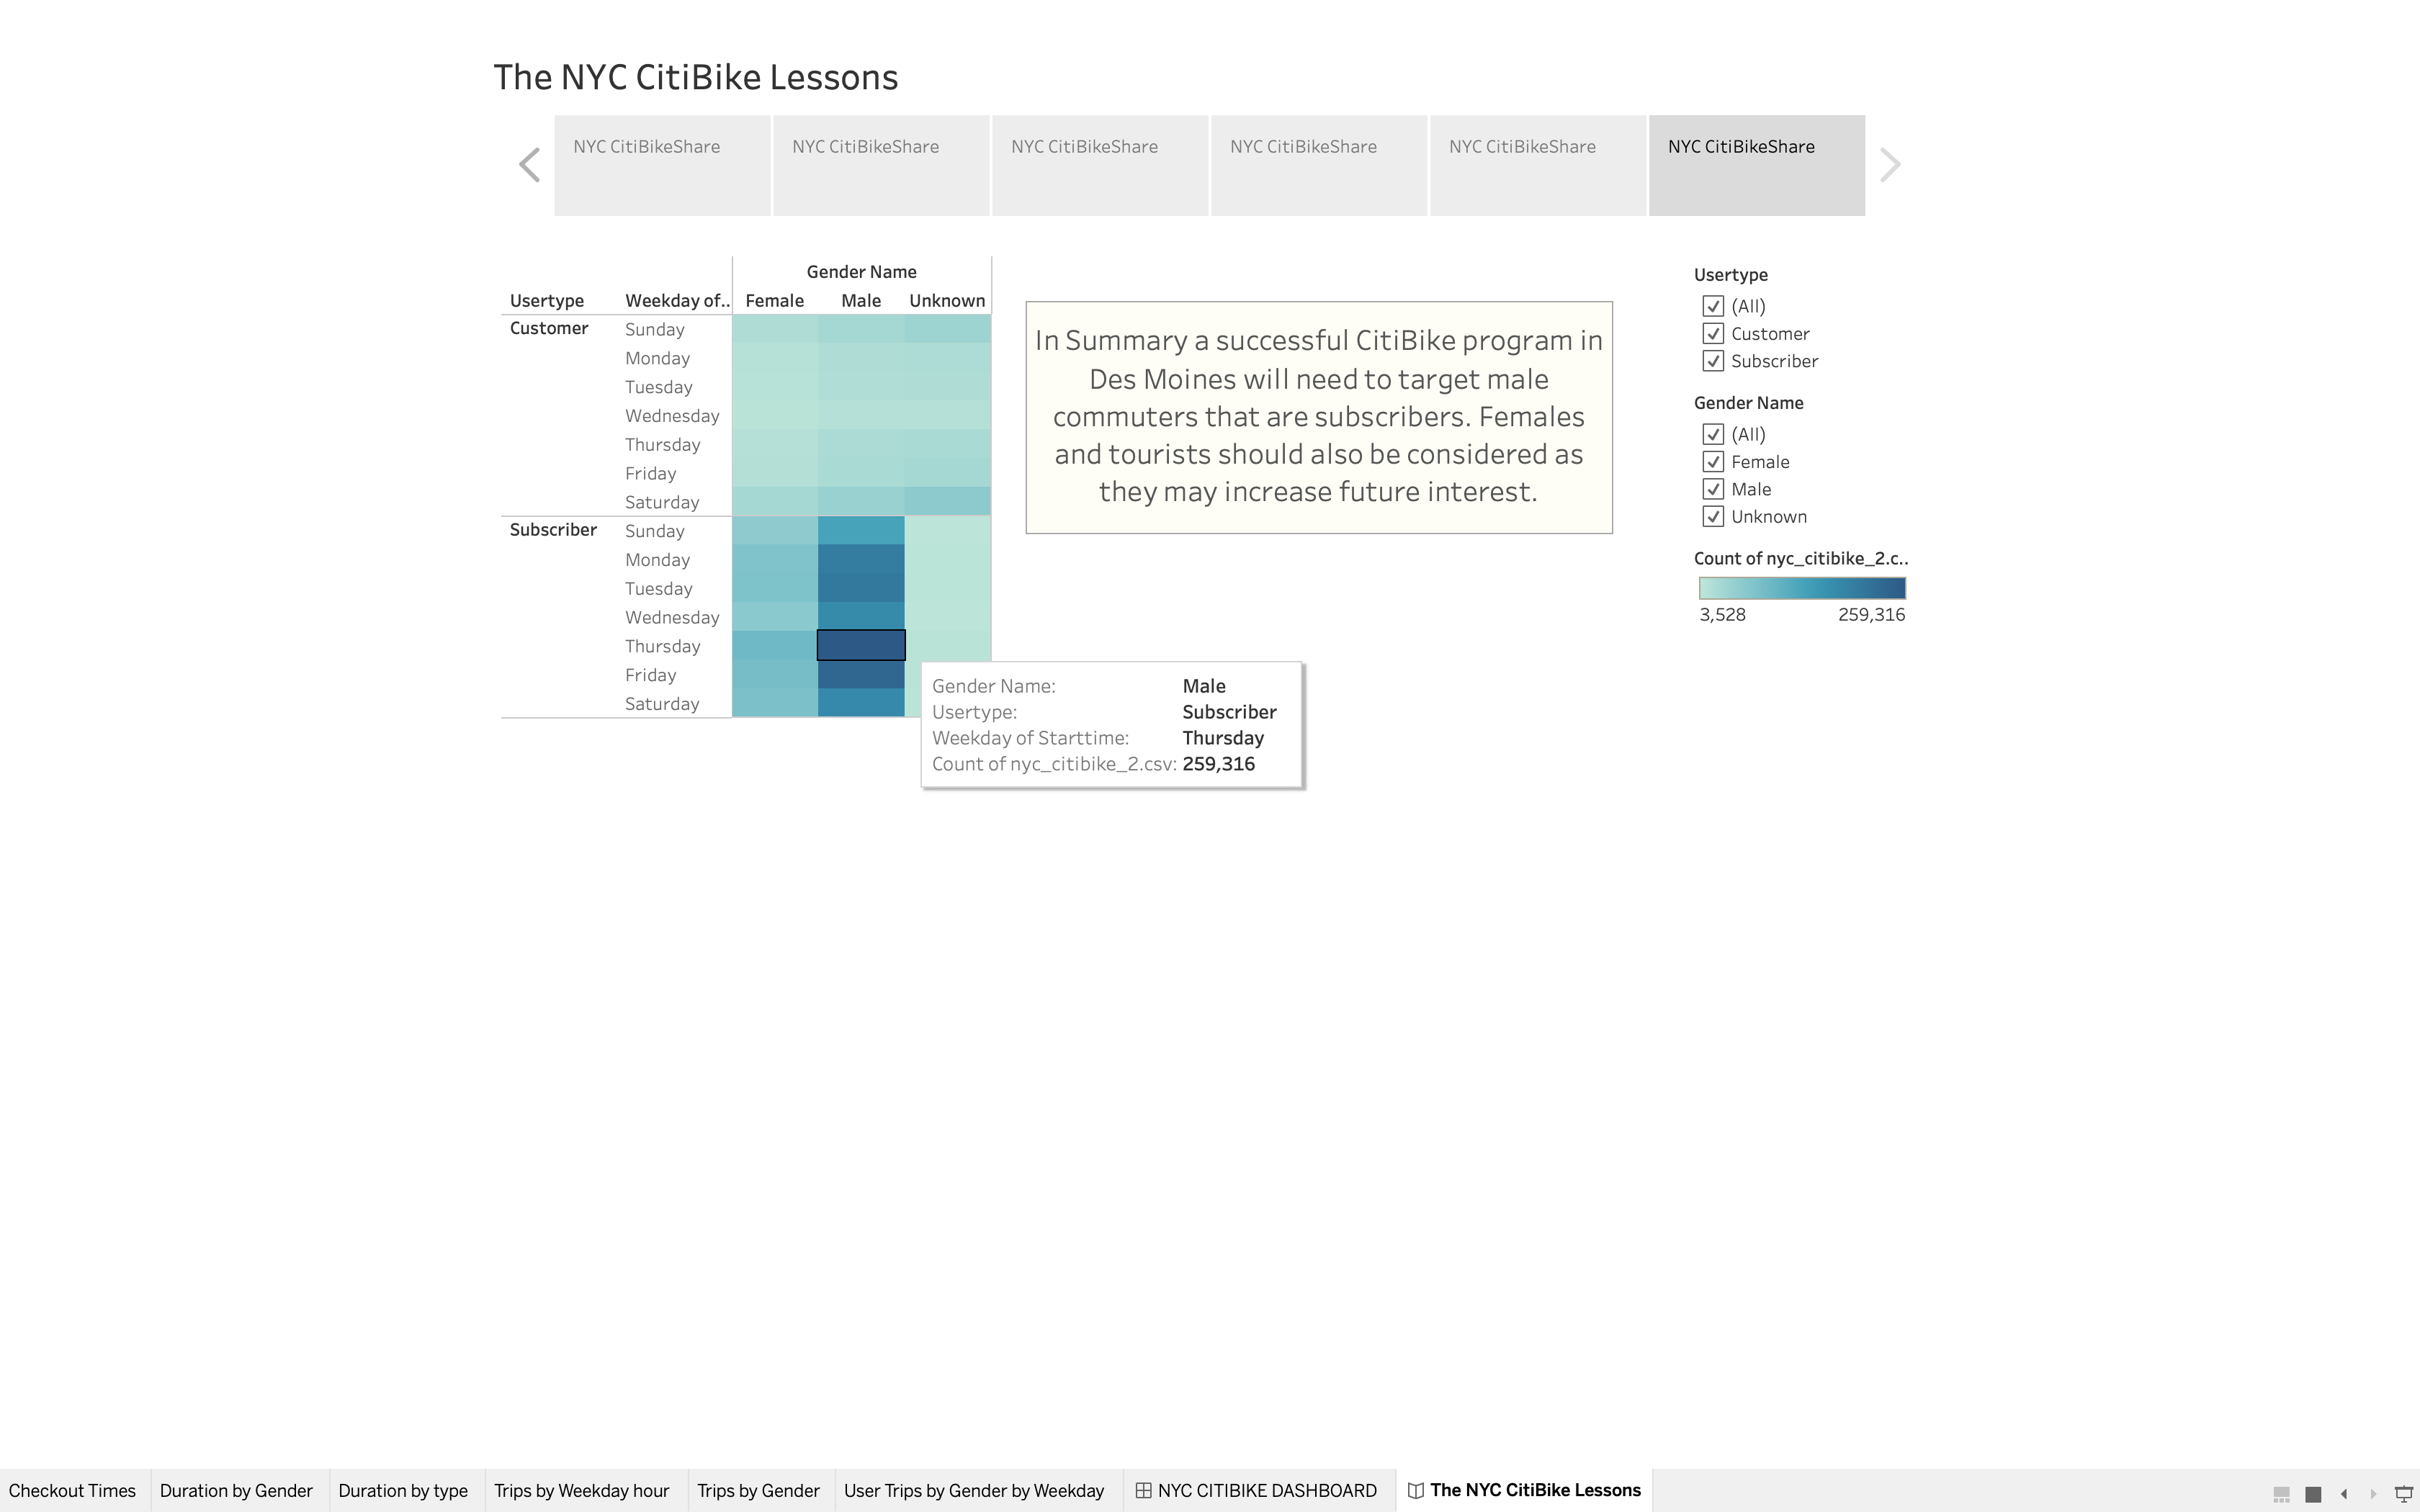 The NYC CitiBike Lessons
NYC CitiBikeShare NYC CitiBikeShare NYC CitiBikeShare NYC CitiBikeShare NYC CitiBikeShare NYC CitiBikeShare
Gender Name
Usertype Weekday of.. Female Male Unknown
Customer Sunday
Monday
Tuesday
Wednesday
Thursday
Friday
Saturday
Subscriber Sunday
Monday
Tuesday
Wednesday
Thursday
Friday
Saturday
In Summary a successful CitiBike program in
Des Moines will need to target male
commuters that are subscribers. Females
and tourists should also be considered as
they may increase future interest.
Gender Name: Male
Usertype: Subscriber
Weekday of Starttime: Thursday
Count of nyc_citibike_2.csv: 259,316
Usertype
(All)
Customer
Subscriber
Gender Name
(All)
Female
Male
Unknown
Count of nyc_citibike_2.c..
3,528 259,316
Checkout Times Duration by Gender Duration by type Trips by Weekday hour Trips by Gender User Trips by Gender by Weekday NYC CITIBIKE DASHBOARD The NYC CitiBike Lessons